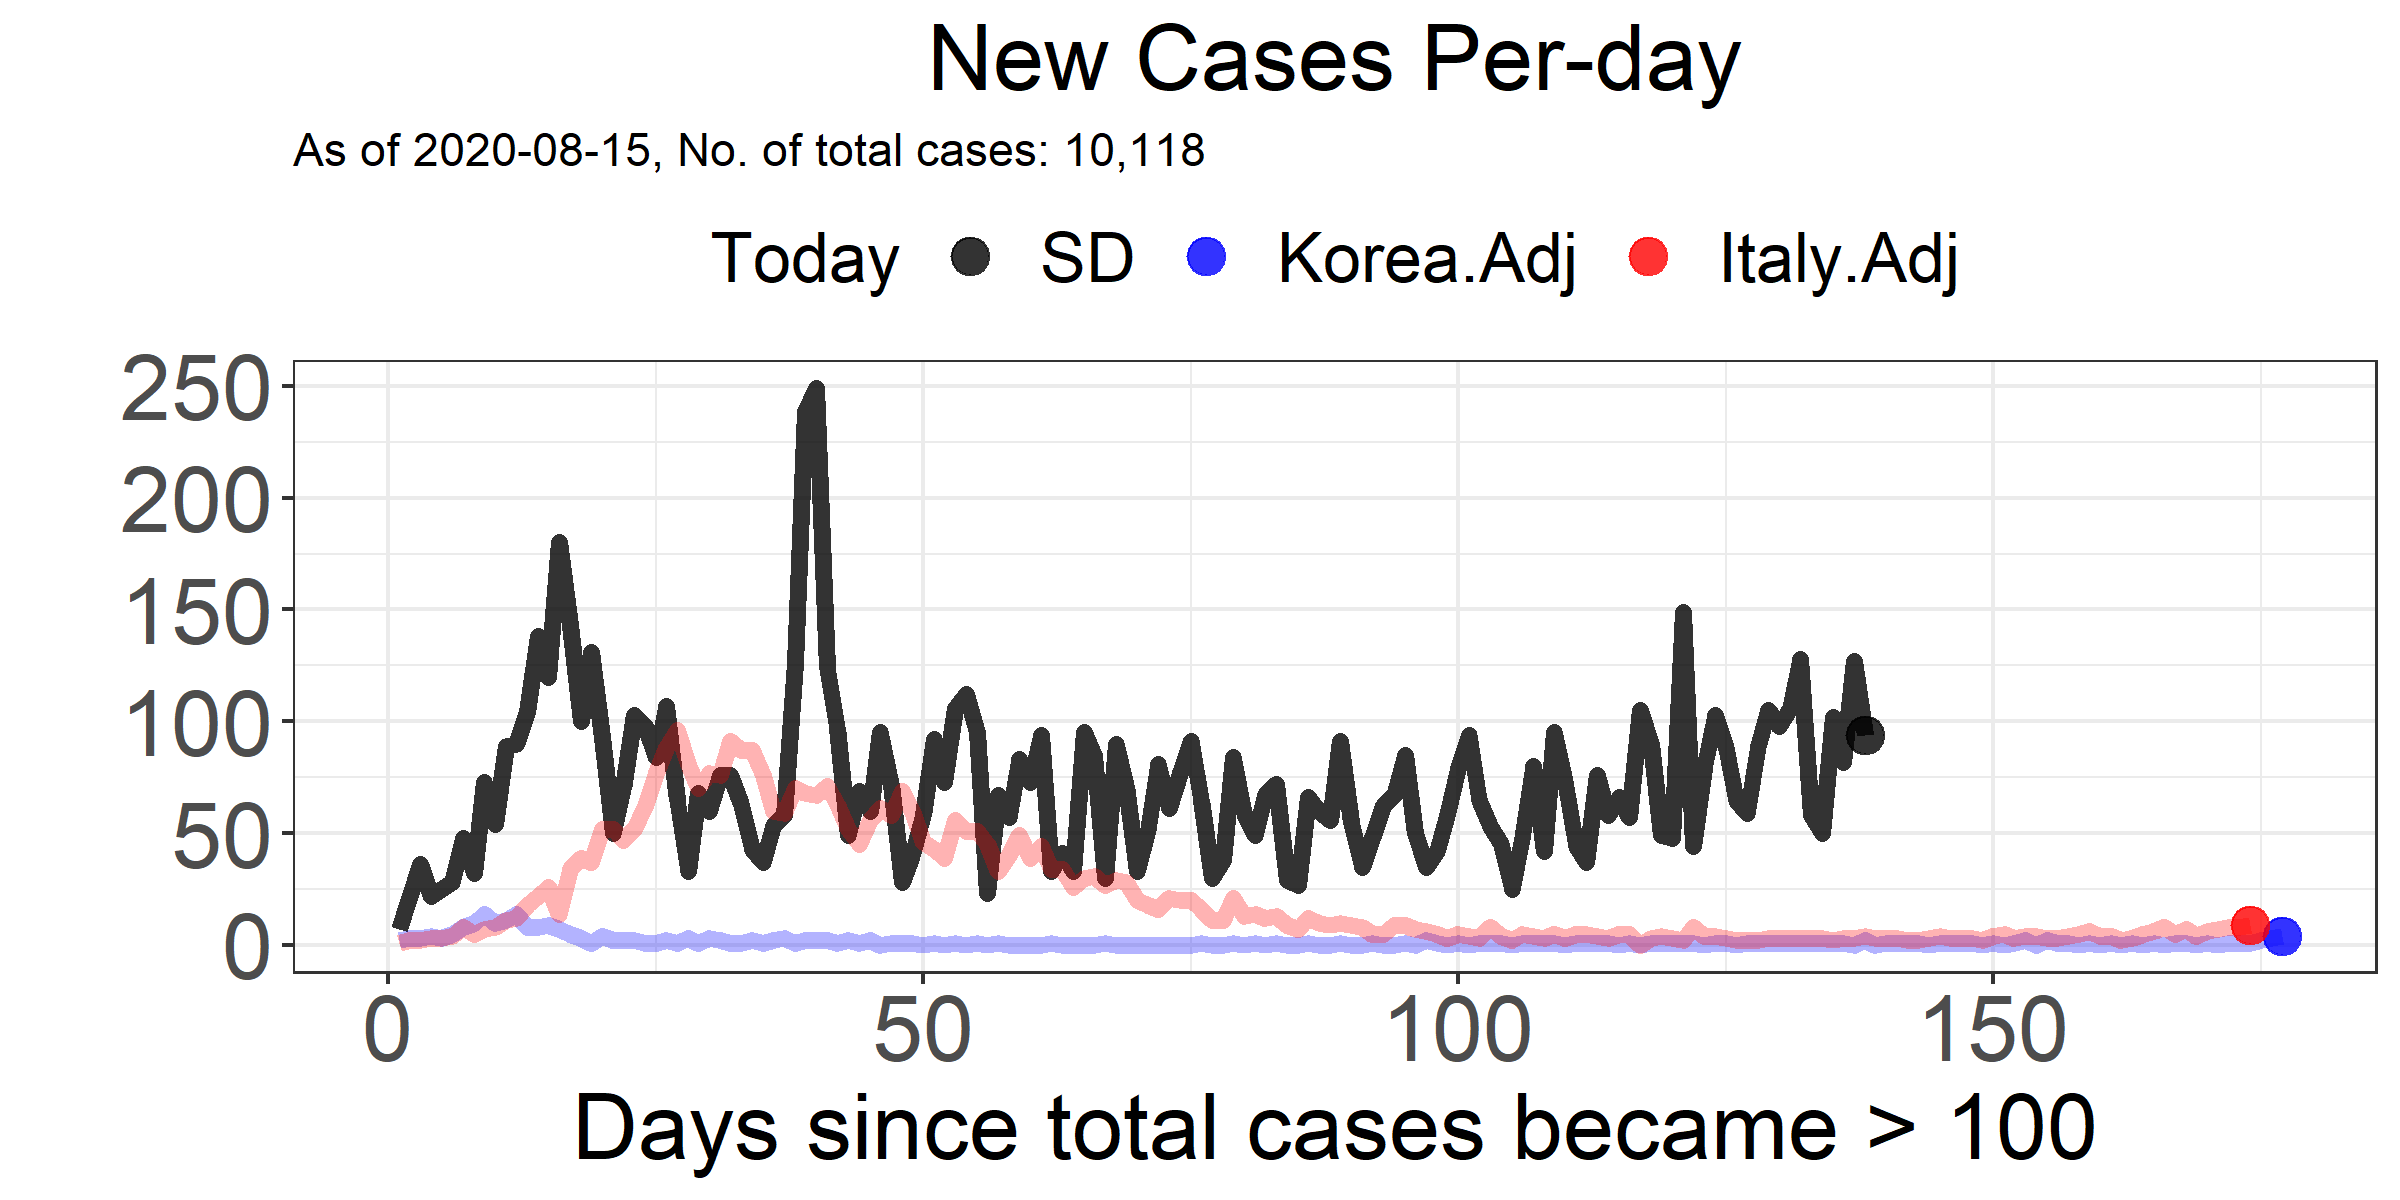 New Cases Per-day
As of 2020-08-15, No. of total cases: 10,118
Today SD Korea.Adj Italy.Adj
250
200
150
100
50
0
0 50 100 150
Days since total cases became > 100